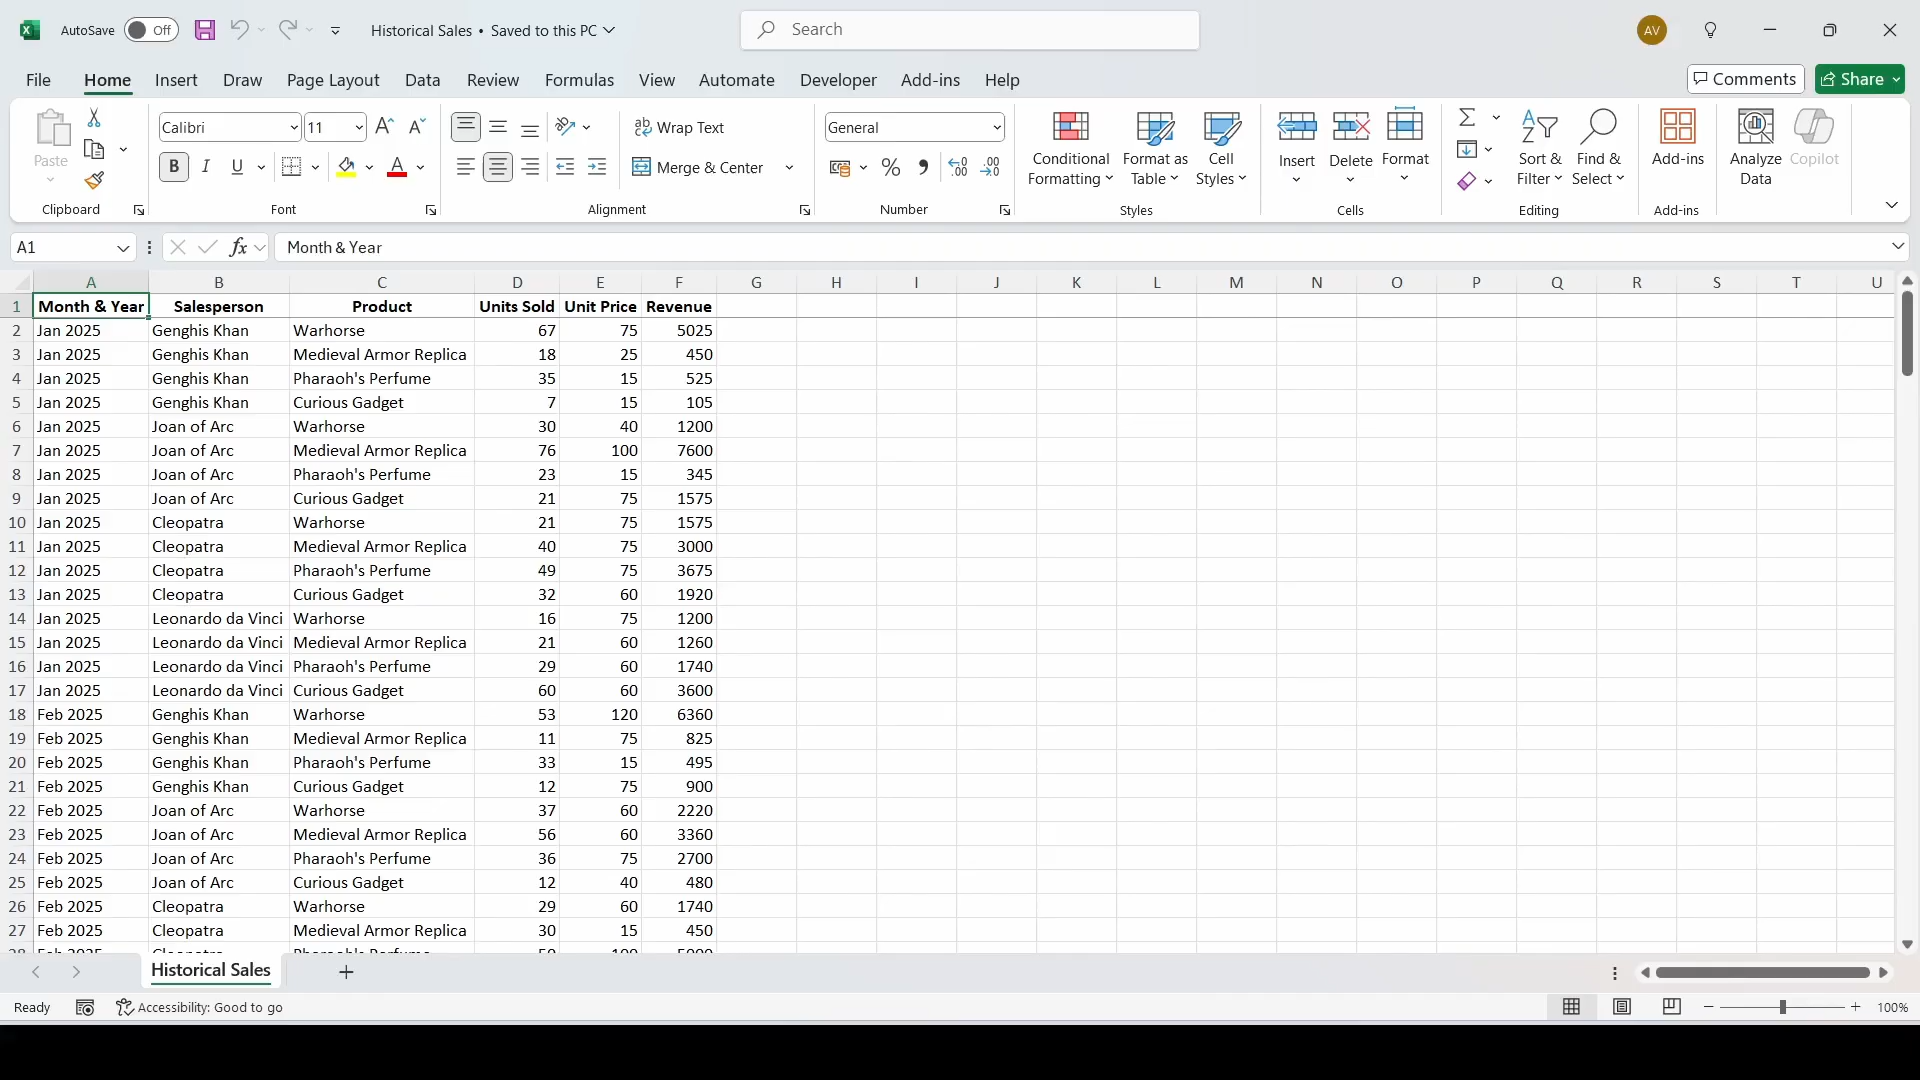 AutoSave Off Historical Sales • Saved to this PC Search AV
File Home Insert Draw Page Layout Data Review Formulas View Automate Developer Add-ins Help Comments Share
Paste
Clipboard
Calibri 11
B I U A
Font
Wrap Text
Merge & Center
Alignment
General
Number
Conditional Formatting
Format as Table
Cell Styles
Styles
Insert
Delete
Format
Cells
Sort & Filter
Find & Select
Editing
Add-ins
Add-ins
Analyze Data
Copilot
A1 fx Month & Year
A B C D E F G H I J K L M N O P Q R S T U
1 Month & Year Salesperson Product Units Sold Unit Price Revenue
2 Jan 2025 Genghis Khan Warhorse 67 75 5025
3 Jan 2025 Genghis Khan Medieval Armor Replica 18 25 450
4 Jan 2025 Genghis Khan Pharaoh's Perfume 35 15 525
5 Jan 2025 Genghis Khan Curious Gadget 7 15 105
6 Jan 2025 Joan of Arc Warhorse 30 40 1200
7 Jan 2025 Joan of Arc Medieval Armor Replica 76 100 7600
8 Jan 2025 Joan of Arc Pharaoh's Perfume 23 15 345
9 Jan 2025 Joan of Arc Curious Gadget 21 75 1575
10 Jan 2025 Cleopatra Warhorse 21 75 1575
11 Jan 2025 Cleopatra Medieval Armor Replica 40 75 3000
12 Jan 2025 Cleopatra Pharaoh's Perfume 49 75 3675
13 Jan 2025 Cleopatra Curious Gadget 32 60 1920
14 Jan 2025 Leonardo da Vinci Warhorse 16 75 1200
15 Jan 2025 Leonardo da Vinci Medieval Armor Replica 21 60 1260
16 Jan 2025 Leonardo da Vinci Pharaoh's Perfume 29 60 1740
17 Jan 2025 Leonardo da Vinci Curious Gadget 60 60 3600
18 Feb 2025 Genghis Khan Warhorse 53 120 6360
19 Feb 2025 Genghis Khan Medieval Armor Replica 11 75 825
20 Feb 2025 Genghis Khan Pharaoh's Perfume 33 15 495
21 Feb 2025 Genghis Khan Curious Gadget 12 75 900
22 Feb 2025 Joan of Arc Warhorse 37 60 2220
23 Feb 2025 Joan of Arc Medieval Armor Replica 56 60 3360
24 Feb 2025 Joan of Arc Pharaoh's Perfume 36 75 2700
25 Feb 2025 Joan of Arc Curious Gadget 12 40 480
26 Feb 2025 Cleopatra Warhorse 29 60 1740
27 Feb 2025 Cleopatra Medieval Armor Replica 30 15 450
Historical Sales
Ready Accessibility: Good to go 100%